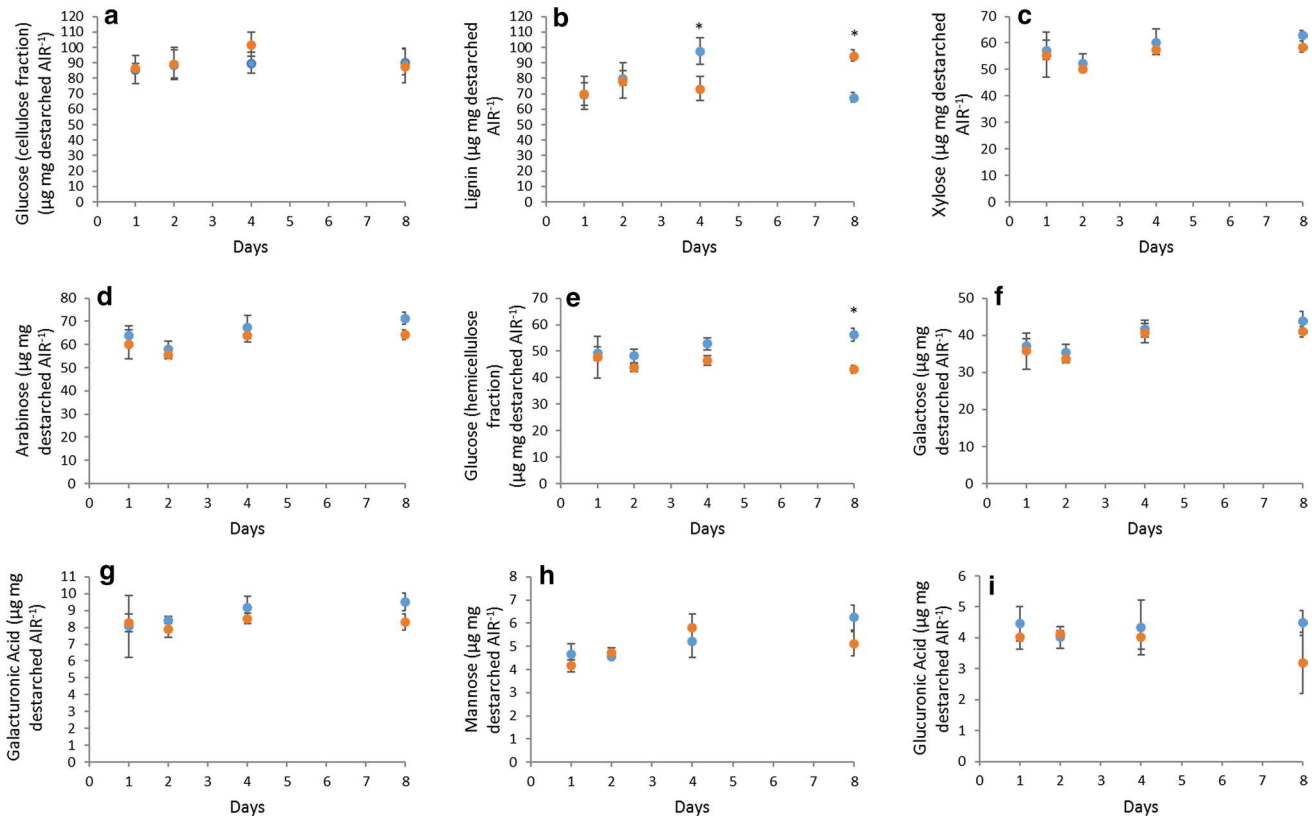 a
Glucose (cellulose fraction)
(µg mg destarched AIR⁻¹)
120
110
100
90
80
70
60
50
40
30
20
10
0
0 1 2 3 4 5 6 7 8
Days
b
Lignin (µg mg destarched
AIR⁻¹)
120
110
100
90
80
70
60
50
40
30
20
10
0
* *
0 1 2 3 4 5 6 7 8
Days
c
Xylose (µg mg destarched
AIR⁻¹)
70
60
50
40
30
20
10
0
0 1 2 3 4 5 6 7 8
Days
d
Arabinose (µg mg
destarched AIR⁻¹)
80
70
60
50
40
30
20
10
0
0 1 2 3 4 5 6 7 8
Days
e
Glucose (hemicellulose
fraction)
(µg mg destarched AIR⁻¹)
70
60
50
40
30
20
10
0
*
0 1 2 3 4 5 6 7 8
Days
f
Galactose (µg mg
destarched AIR⁻¹)
50
40
30
20
10
0
0 1 2 3 4 5 6 7 8
Days
g
Galacturonic Acid (µg mg
destarched AIR⁻¹)
11
10
9
8
7
6
5
4
3
2
1
0
0 1 2 3 4 5 6 7 8
Days
h
Mannose (µg mg
destarched AIR⁻¹)
8
7
6
5
4
3
2
1
0
0 1 2 3 4 5 6 7 8
Days
i
Glucuronic Acid (µg mg
destarched AIR⁻¹)
6
5
4
3
2
1
0
0 1 2 3 4 5 6 7 8
Days